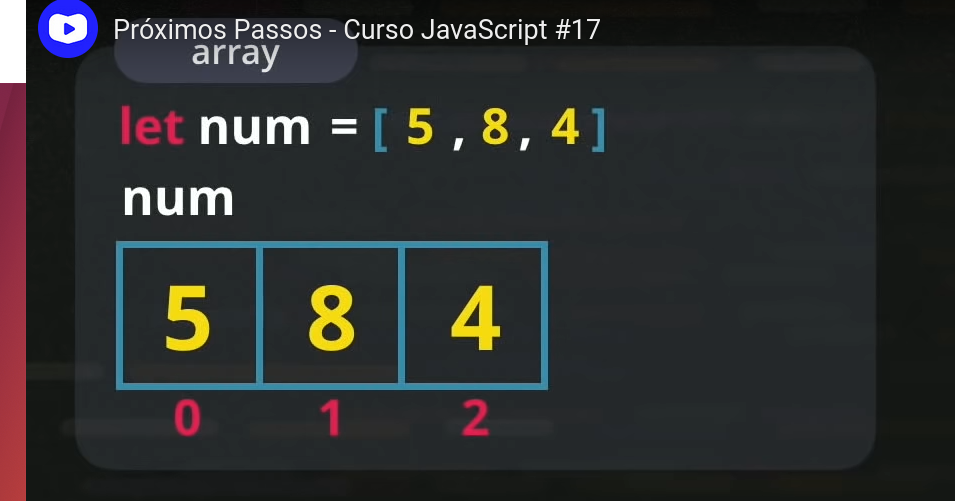 Próximos Passos - Curso JavaScript #17
array
let num = [ 5 , 8 , 4 ]
num
5 8 4
0 1 2